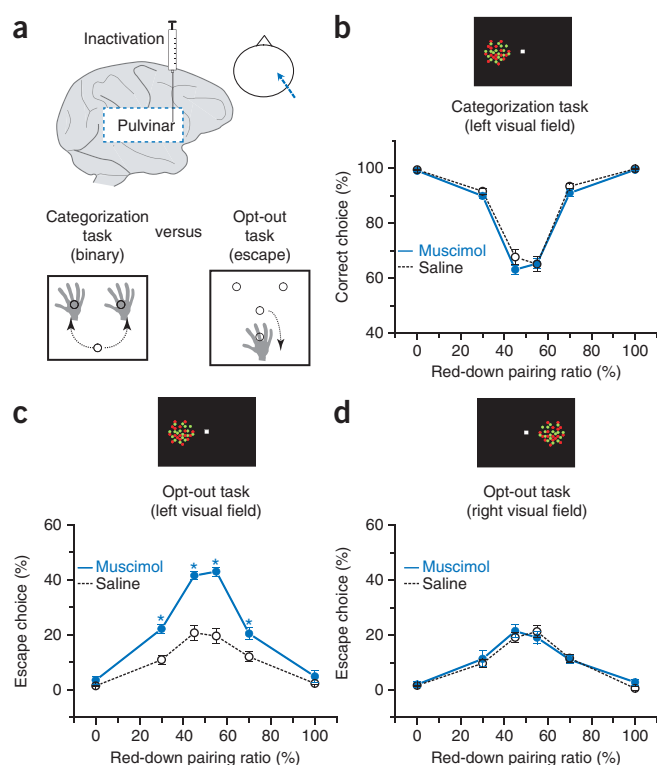 a
Inactivation
Pulvinar
Categorization task (binary)
versus
Opt-out task (escape)
b
Categorization task
(left visual field)
100
80
60
40
Correct choice (%)
Muscimol
Saline
0 20 40 60 80 100
Red-down pairing ratio (%)
c
Opt-out task
(left visual field)
60
40
20
0
Escape choice (%)
Muscimol
Saline
* * * *
0 20 40 60 80 100
Red-down pairing ratio (%)
d
Opt-out task
(right visual field)
60
40
20
0
Escape choice (%)
Muscimol
Saline
0 20 40 60 80 100
Red-down pairing ratio (%)